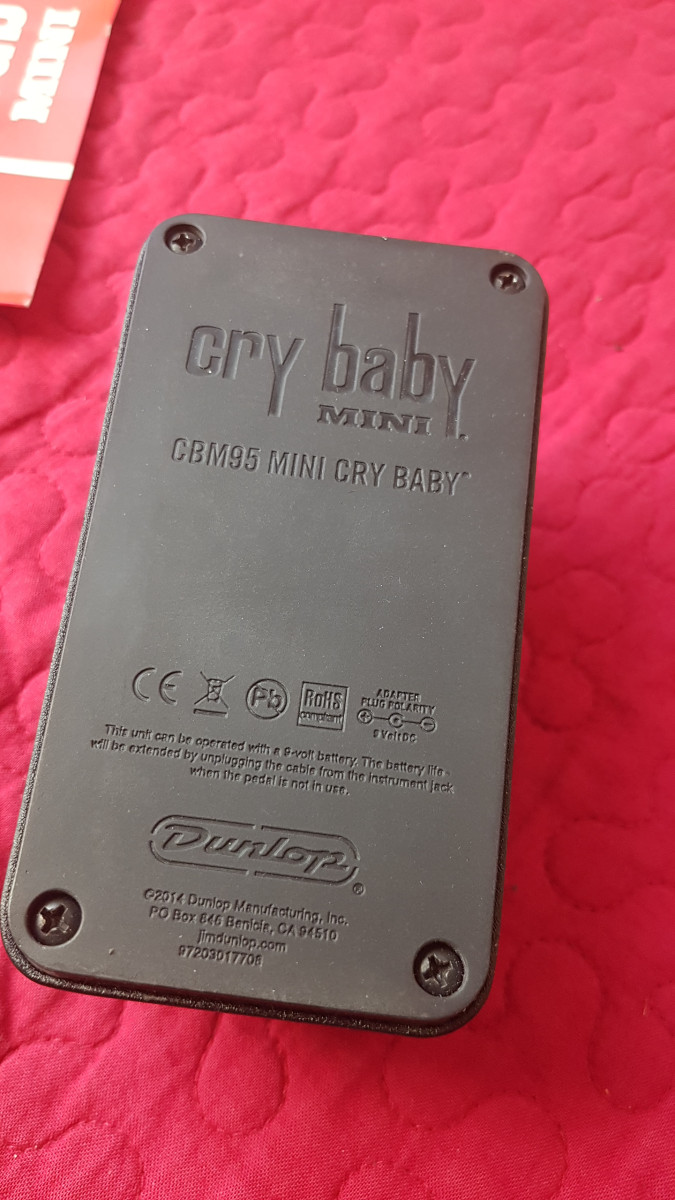 cry baby
MINI
CBM95 MINI CRY BABY®
CE
Pb
RoHS
compliant
ADAPTER
PLUG POLARITY
9 Volt DC
This unit can be operated with a 9-volt battery. The battery life
will be extended by unplugging the cable from the instrument jack
when the pedal is not in use.
Dunlop®
©2014 Dunlop Manufacturing, Inc.
PO Box 846 Benicia, CA 94510
jimdunlop.com
97203017708